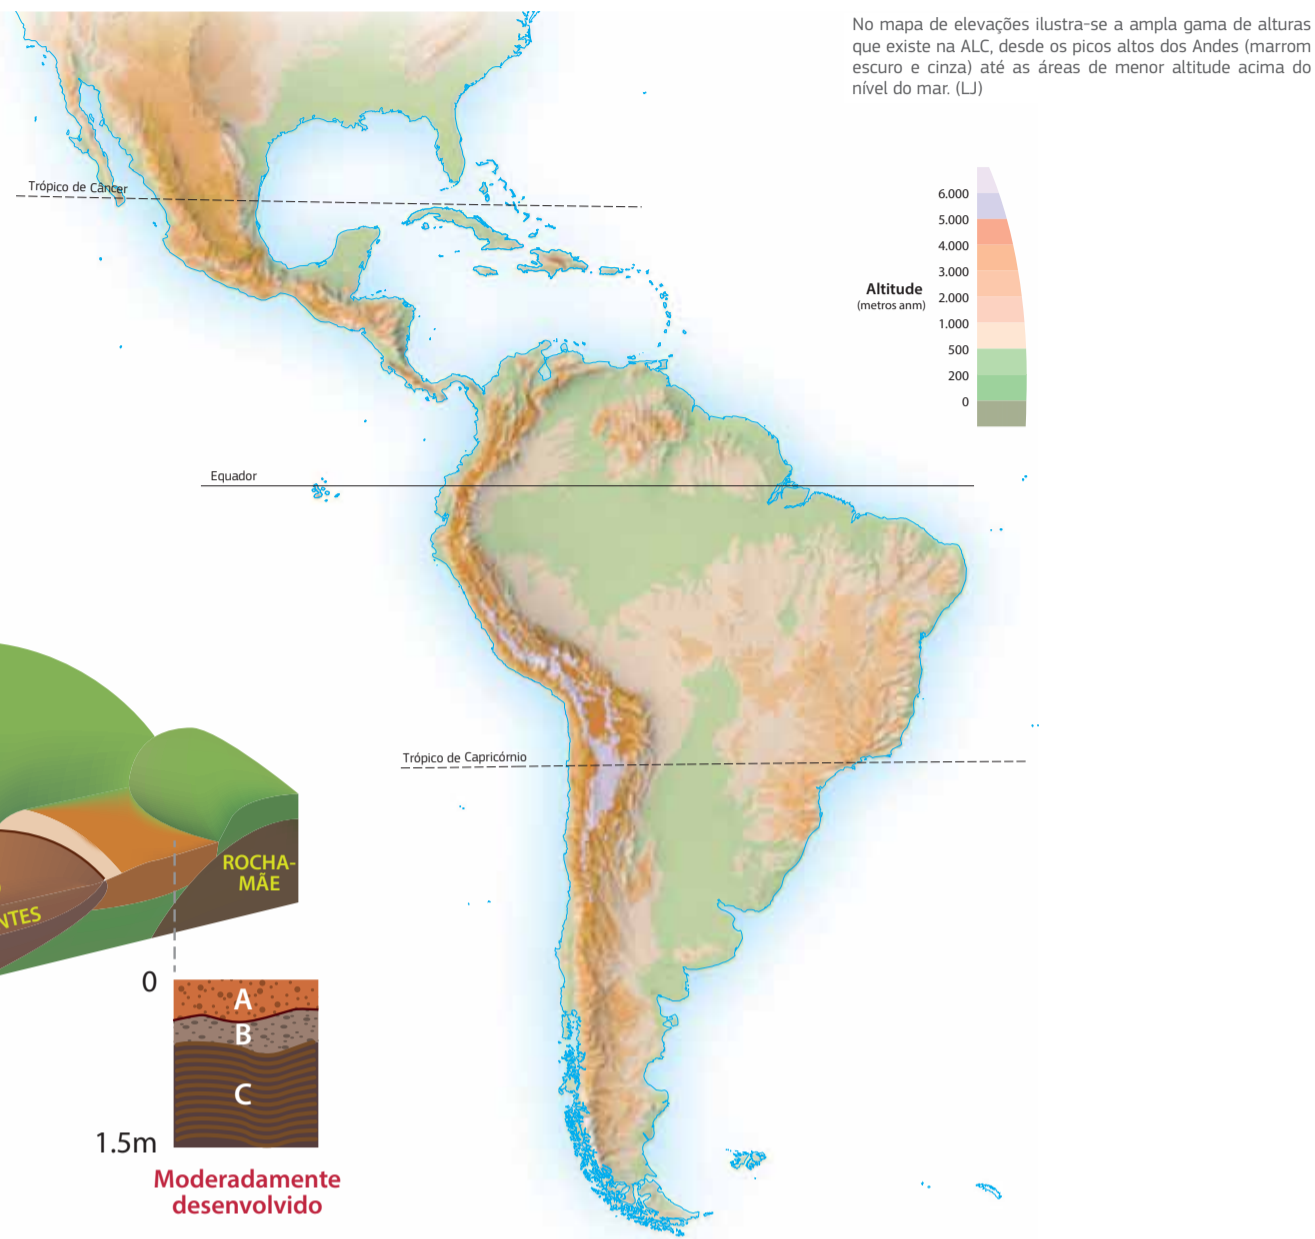 No mapa de elevações ilustra-se a ampla gama de alturas
que existe na ALC, desde os picos altos dos Andes (marrom
escuro e cinza) até as áreas de menor altitude acima do
nível do mar. (LJ)
Trópico de Câncer
6.000
5.000
4.000
3.000
Altitude
(metros anm)
2.000
1.000
500
200
0
Equador
Trópico de Capricórnio
ROCHA-
MÃE
NTES
0
A
B
C
1.5m
Moderadamente
desenvolvido